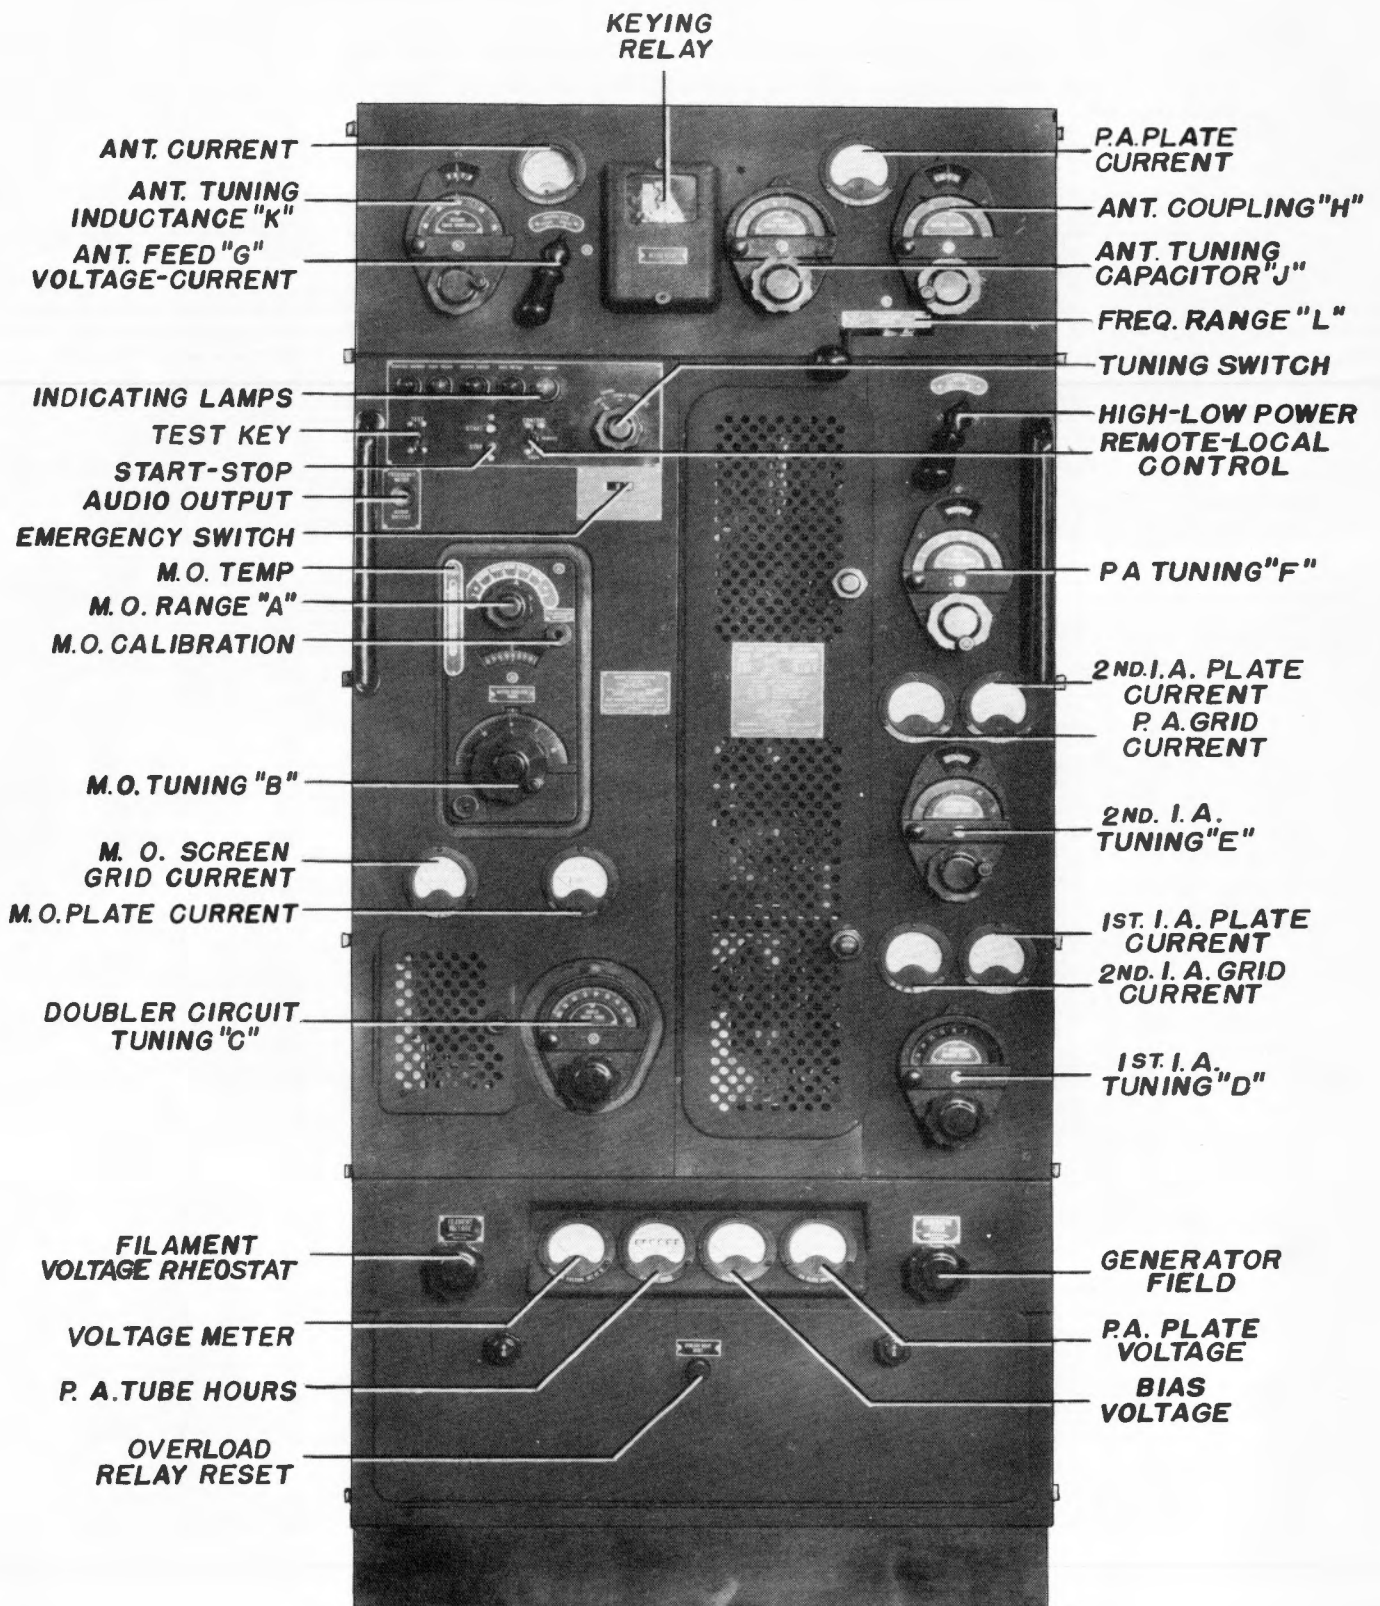 KEYING
RELAY
ANT. CURRENT
ANT. TUNING
INDUCTANCE "K"
ANT. FEED "G"
VOLTAGE-CURRENT
INDICATING LAMPS
TEST KEY
START-STOP
AUDIO OUTPUT
EMERGENCY SWITCH
M.O. TEMP
M.O. RANGE "A"
M.O. CALIBRATION
M.O. TUNING "B"
M. O. SCREEN
GRID CURRENT
M.O. PLATE CURRENT
DOUBLER CIRCUIT
TUNING "C"
FILAMENT
VOLTAGE RHEOSTAT
VOLTAGE METER
P. A. TUBE HOURS
OVERLOAD
RELAY RESET
P.A. PLATE
CURRENT
ANT. COUPLING "H"
ANT. TUNING
CAPACITOR "J"
FREQ. RANGE "L"
TUNING SWITCH
HIGH-LOW POWER
REMOTE-LOCAL
CONTROL
P A TUNING "F"
2ND. I.A. PLATE
CURRENT
P. A. GRID
CURRENT
2ND. I. A.
TUNING "E"
1ST. I.A. PLATE
CURRENT
2ND. I. A. GRID
CURRENT
1ST. I. A.
TUNING "D"
GENERATOR
FIELD
P.A. PLATE
VOLTAGE
BIAS
VOLTAGE